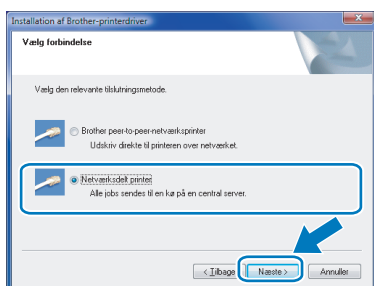 Installation af Brother-printerdriver
Vælg forbindelse
Vælg den relevante tilslutningsmetode.
Brother peer-to-peer-netværksprinter
Udskriv direkte til printeren over netværket.
Netværksdelt printer
Alle jobs sendes til en kø på en central server.
< Tilbage Næste > Annuller